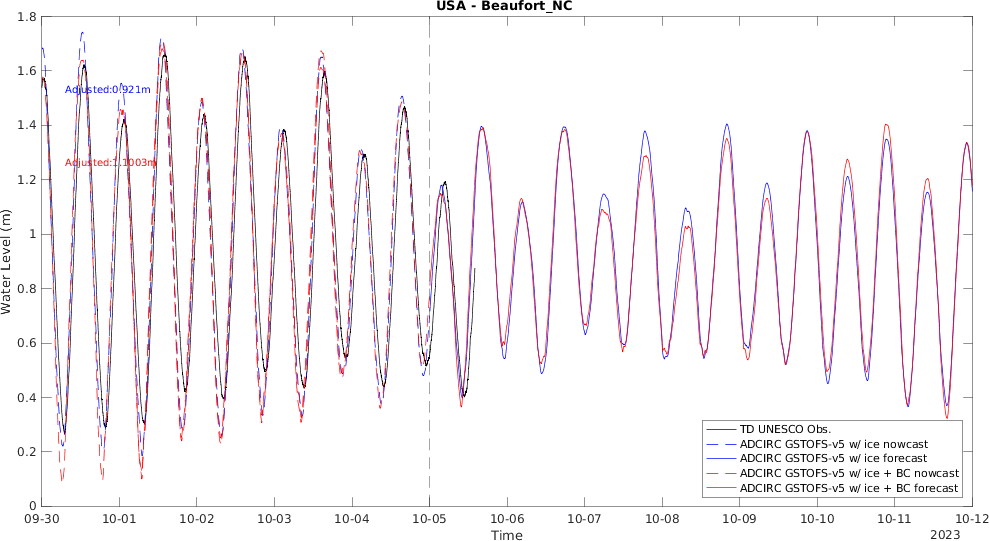 USA - Beaufort_NC
Water Level (m)
1.8
1.6
1.4
1.2
1
0.8
0.6
0.4
0.2
0
Adjusted:0.921m
Adjusted:1.1003m
TD UNESCO Obs.
ADCIRC GSTOFS-v5 w/ ice nowcast
ADCIRC GSTOFS-v5 w/ ice forecast
ADCIRC GSTOFS-v5 w/ ice + BC nowcast
ADCIRC GSTOFS-v5 w/ ice + BC forecast
09-30 10-01 10-02 10-03 10-04 10-05 10-06 10-07 10-08 10-09 10-10 10-11 10-12
Time
2023